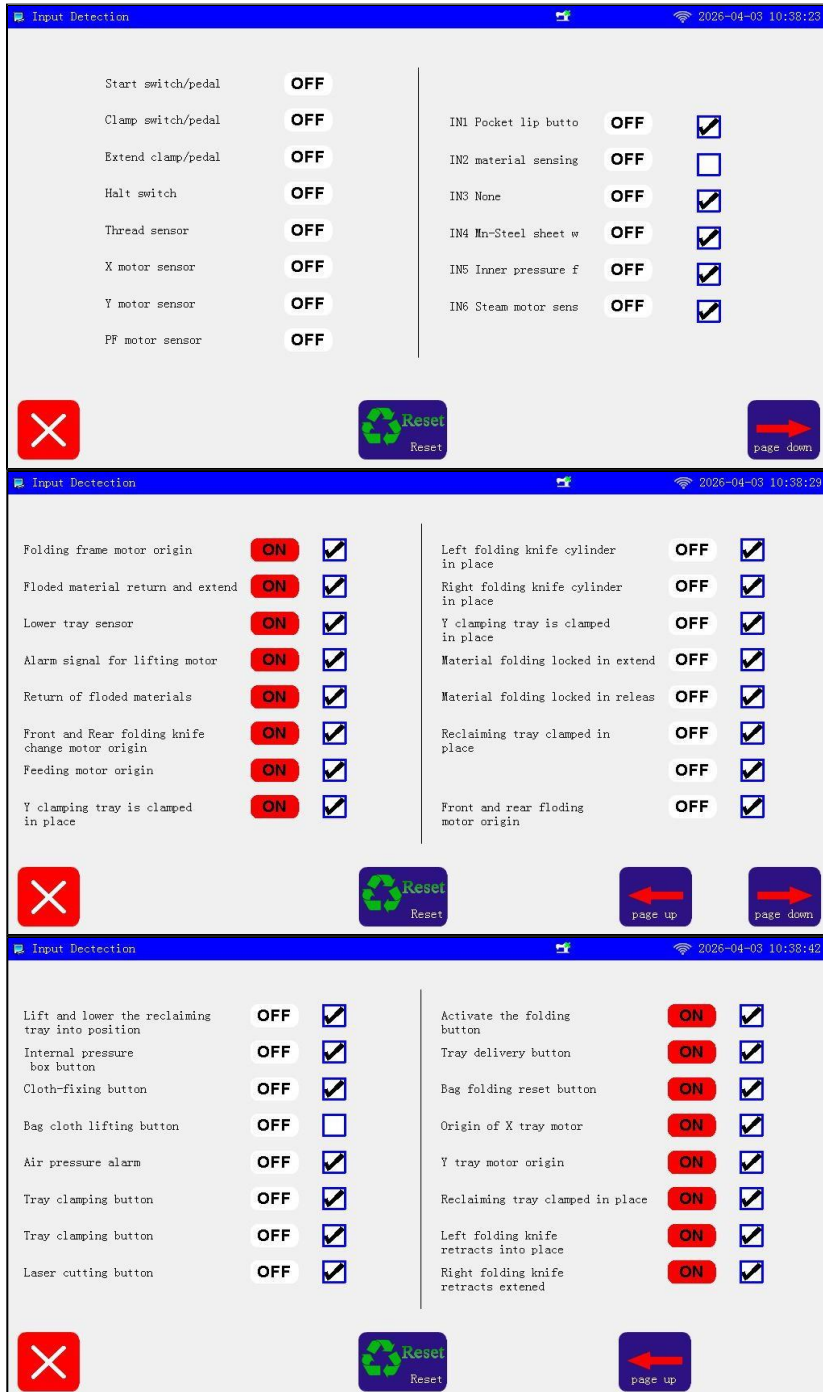 Input Detection
2026-04-03 10:38:23
Start switch/pedal OFF
Clamp switch/pedal OFF
Extend clamp/pedal OFF
Halt switch OFF
Thread sensor OFF
X motor sensor OFF
Y motor sensor OFF
PF motor sensor OFF
IN1 Pocket lip butto OFF
IN2 material sensing OFF
IN3 None OFF
IN4 Mn-Steel sheet w OFF
IN5 Inner pressure f OFF
IN6 Steam motor sens OFF
Reset
Reset
page down
Input Dectection
2026-04-03 10:38:29
Folding frame motor origin ON
Floded material return and extend ON
Lower tray sensor ON
Alarm signal for lifting motor ON
Return of floded materials ON
Front and Rear folding knife ON
change motor origin
Feeding motor origin ON
Y clamping tray is clamped ON
in place
Left folding knife cylinder OFF
in place
Right folding knife cylinder OFF
in place
Y clamping tray is clamped OFF
in place
Material folding locked in extend OFF
Material folding locked in releas OFF
Reclaiming tray clamped in OFF
place
OFF
Front and rear floding OFF
motor origin
Reset
Reset
page up
page down
Input Dectection
2026-04-03 10:38:42
Lift and lower the reclaiming OFF
tray into position
Internal pressure OFF
box button
Cloth-fixing button OFF
Bag cloth lifting button OFF
Air pressure alarm OFF
Tray clamping button OFF
Tray clamping button OFF
Laser cutting button OFF
Activate the folding ON
button
Tray delivery button ON
Bag folding reset button ON
Origin of X tray motor ON
Y tray motor origin ON
Reclaiming tray clamped in place ON
Left folding knife ON
retracts into place
Right folding knife ON
retracts extened
Reset
Reset
page up